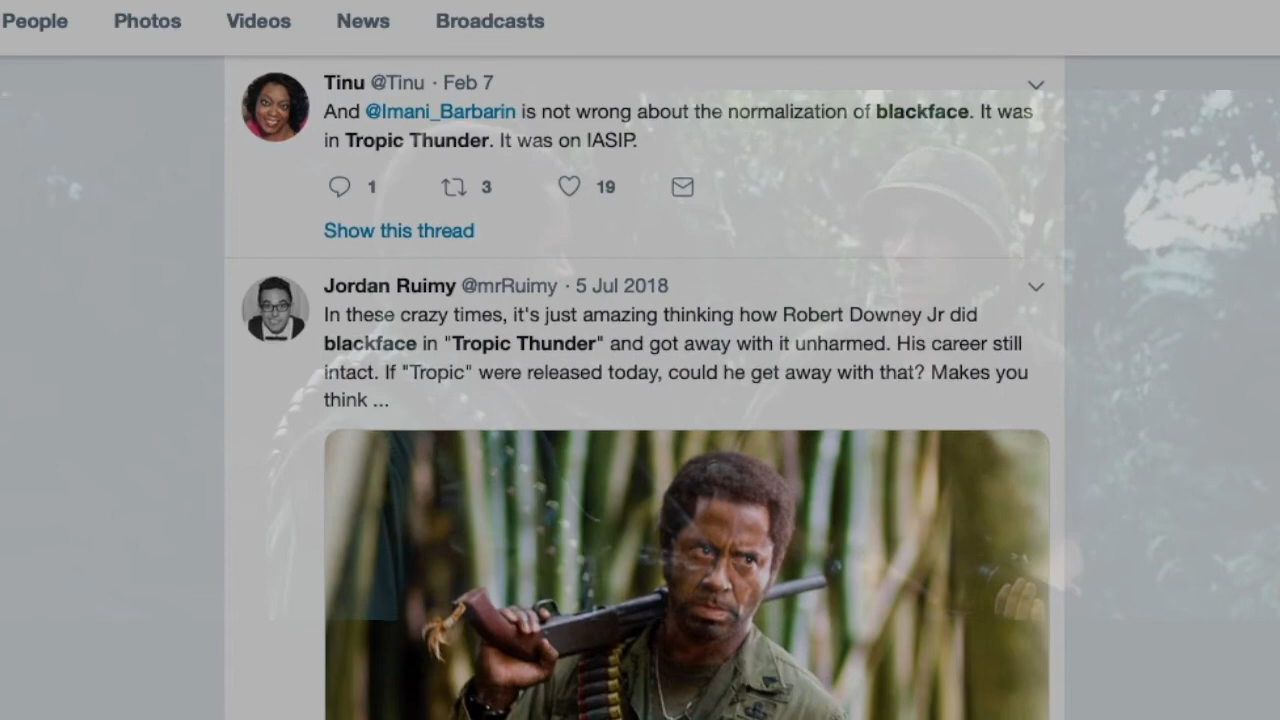 People Photos Videos News Broadcasts
Tinu @Tinu · Feb 7
And @Imani_Barbarin is not wrong about the normalization of blackface. It was
in Tropic Thunder. It was on IASIP.
1 3 19
Show this thread
Jordan Ruimy @mrRuimy · 5 Jul 2018
In these crazy times, it's just amazing thinking how Robert Downey Jr did
blackface in "Tropic Thunder" and got away with it unharmed. His career still
intact. If "Tropic" were released today, could he get away with that? Makes you
think ...